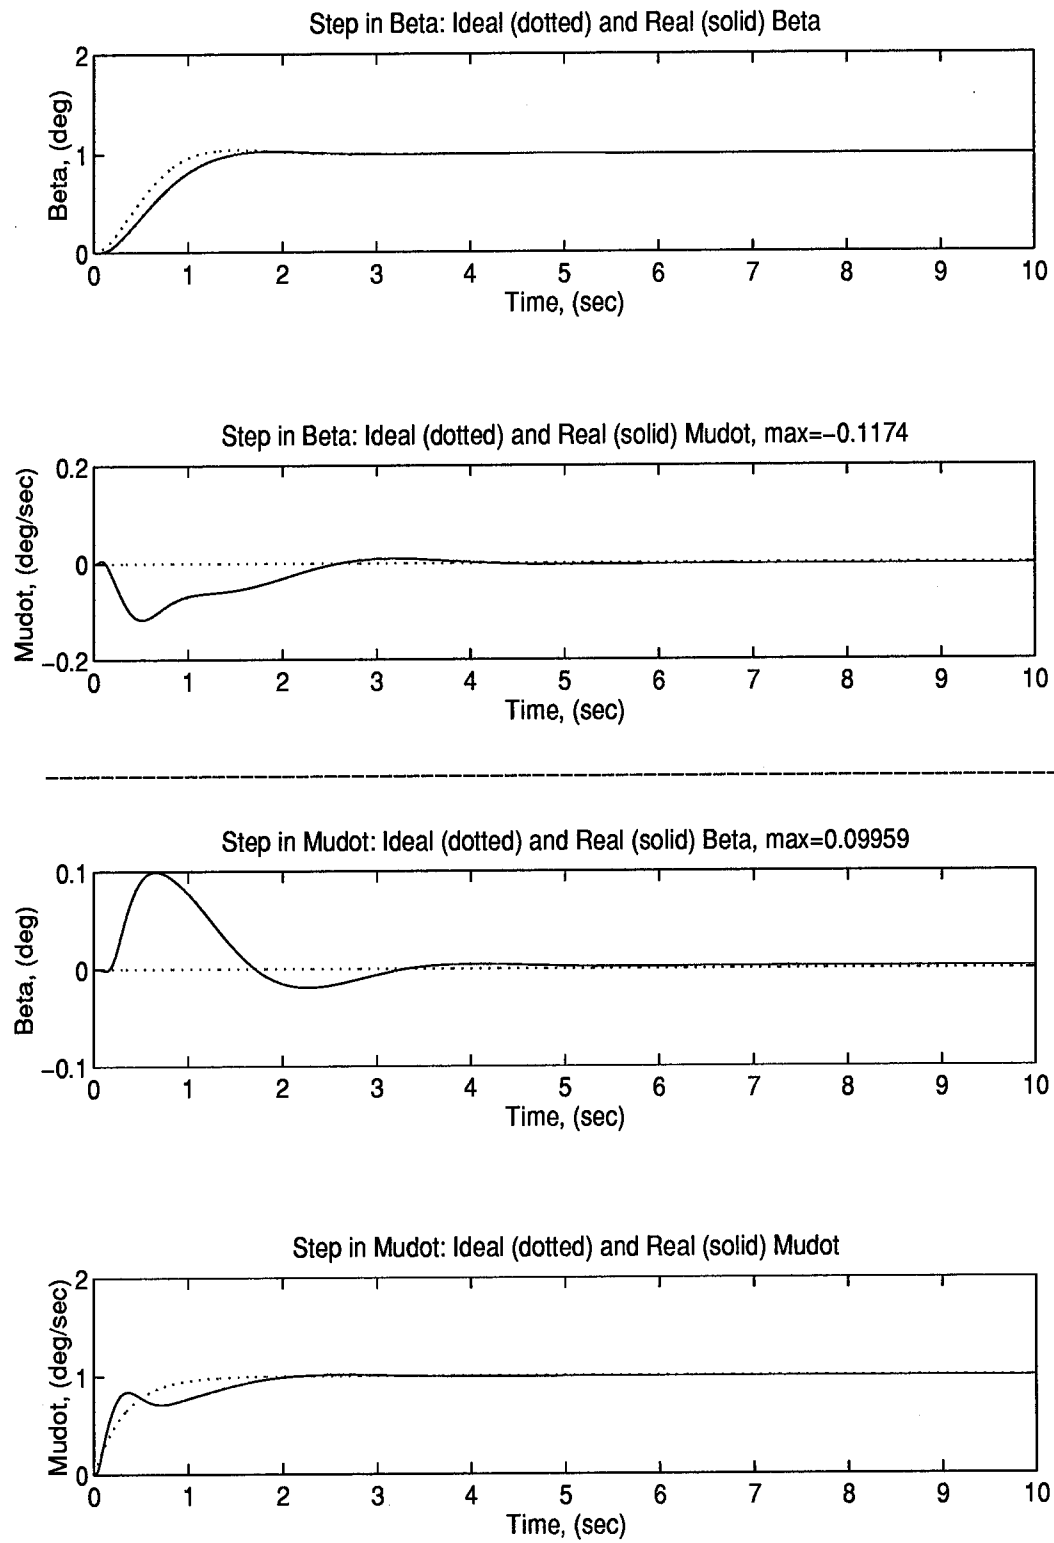 Step in Beta: Ideal (dotted) and Real (solid) Beta
2
1
0
Beta, (deg)
0 1 2 3 4 5 6 7 8 9 10
Time, (sec)
Step in Beta: Ideal (dotted) and Real (solid) Mudot, max=−0.1174
0.2
0
−0.2
Mudot, (deg/sec)
0 1 2 3 4 5 6 7 8 9 10
Time, (sec)
Step in Mudot: Ideal (dotted) and Real (solid) Beta, max=0.09959
0.1
0
−0.1
Beta, (deg)
0 1 2 3 4 5 6 7 8 9 10
Time, (sec)
Step in Mudot: Ideal (dotted) and Real (solid) Mudot
2
1
0
Mudot, (deg/sec)
0 1 2 3 4 5 6 7 8 9 10
Time, (sec)